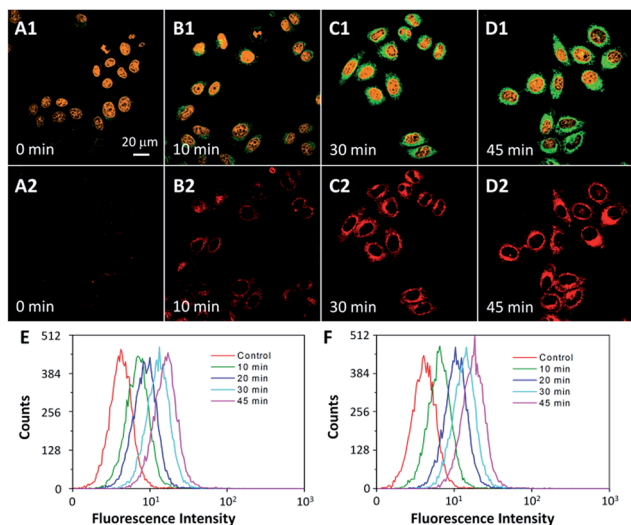 A1 B1 C1 D1
20 μm
0 min 10 min 30 min 45 min
A2 B2 C2 D2
0 min 10 min 30 min 45 min
E F
512 512
Control Control
10 min 10 min
384 384
20 min 20 min
30 min 30 min
256 256
45 min 45 min
Counts Counts
128 128
0 0
0 10¹ 10² 10³ 0 10¹ 10² 10³
Fluorescence Intensity Fluorescence Intensity